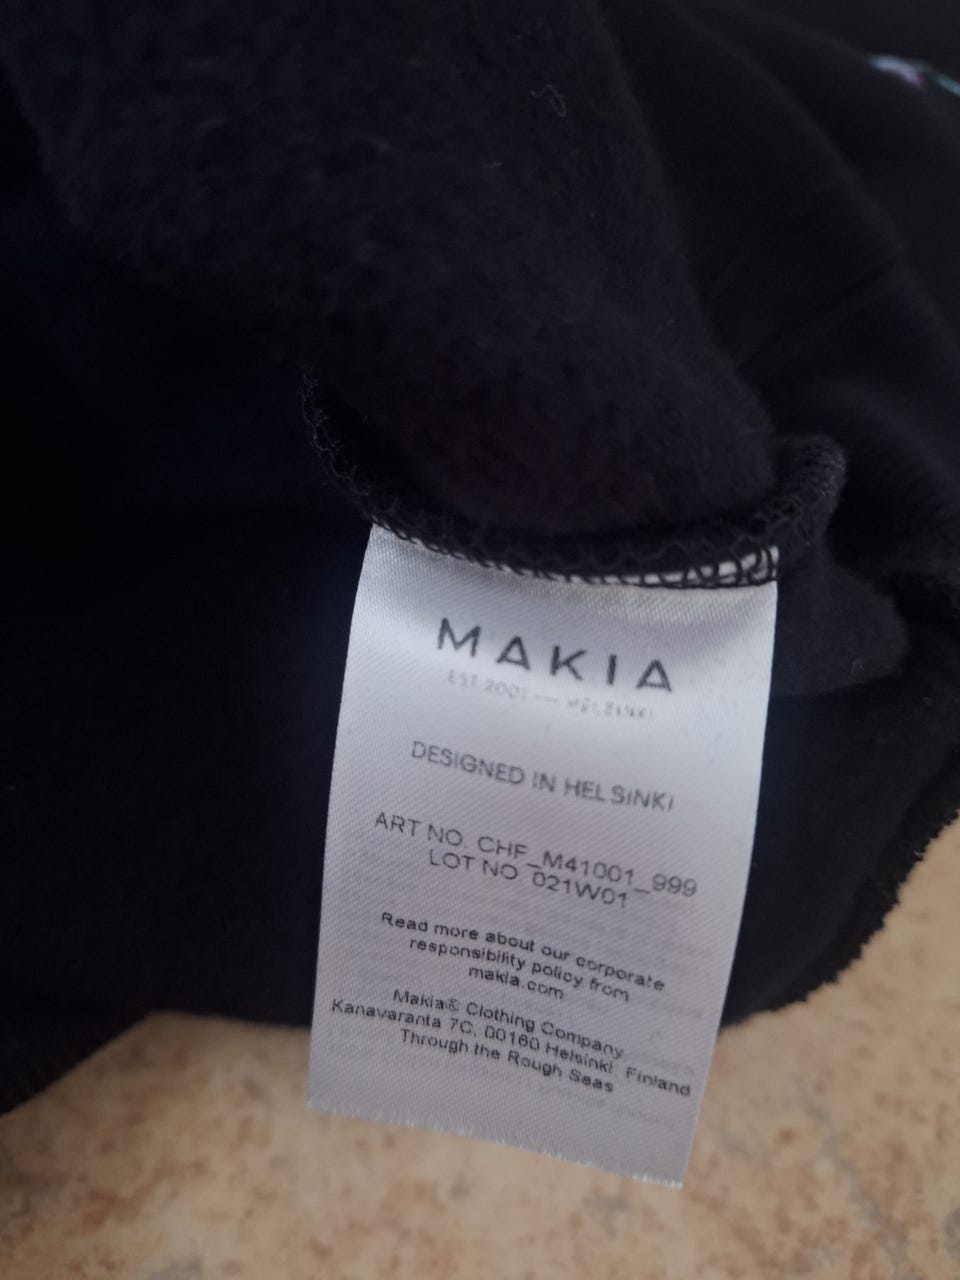 MAKIA
EST 2001 — HELSINKI
DESIGNED IN HELSINKI
ART NO. CHF_M41001_999
LOT NO 021W01
Read more about our corporate
responsibility policy from
makia.com
Makia® Clothing Company
Kanavaranta 7C, 00160 Helsinki, Finland
Through the Rough Seas